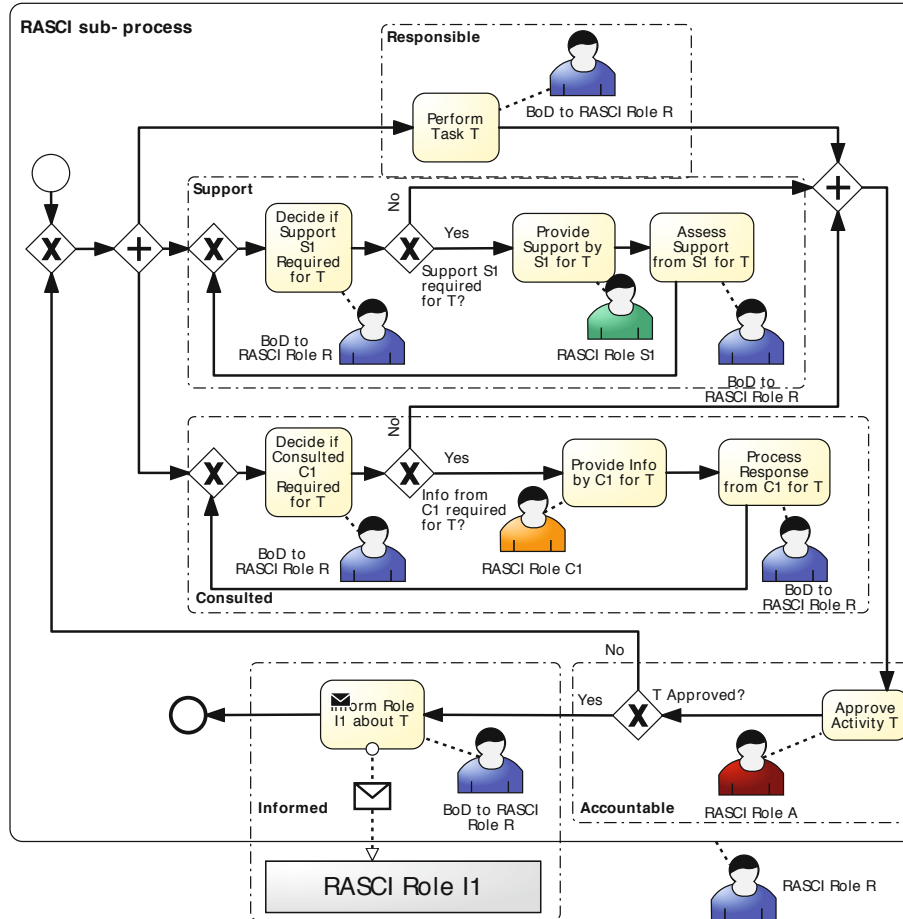 RASCI sub- process
Responsible
BoD to RASCI Role R
Perform
Task T
Support
No
Decide if
Support
S1
Required
for T
Yes
Support S1
required
for T?
Provide
Support by
S1 for T
Assess
Support
from S1 for T
BoD to
RASCI Role R
RASCI Role S1
BoD to
RASCI Role R
No
Decide if
Consulted
C1
Required
for T
Yes
Info from
C1 required
for T?
Provide Info
by C1 for T
Process
Response
from C1 for T
BoD to
RASCI Role R
RASCI Role C1
BoD to
RASCI Role R
Consulted
No
Inform Role
I1 about T
Yes
T Approved?
Approve
Activity T
Informed
BoD to RASCI
Role R
Accountable
RASCI Role A
RASCI Role I1
RASCI Role R